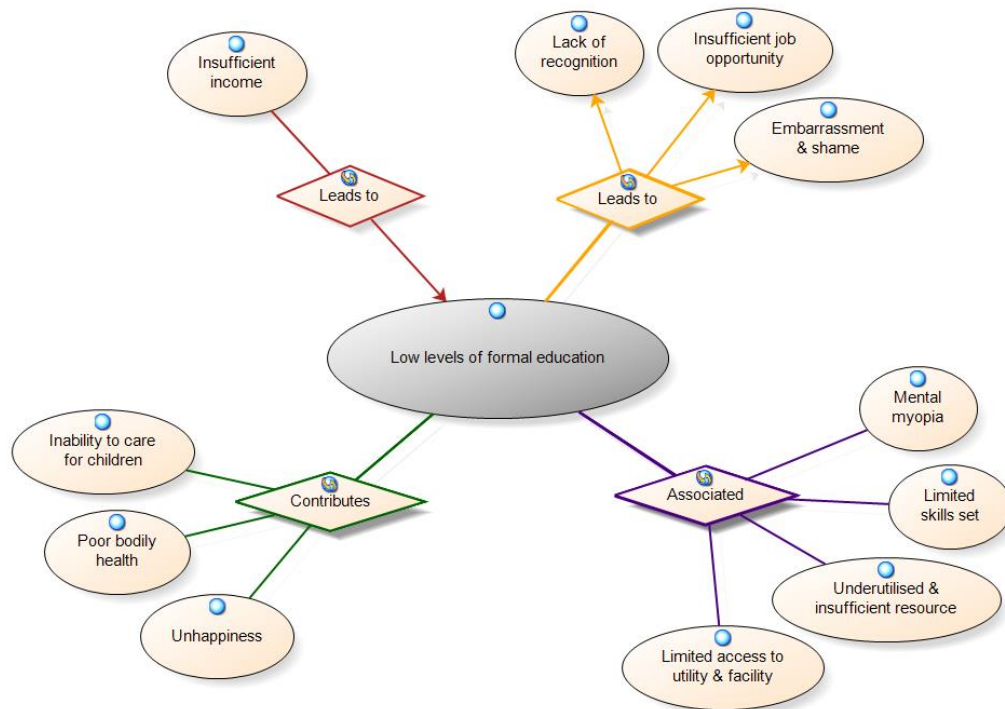 Insufficient
income
Lack of
recognition
Insufficient job
opportunity
Embarrassment
& shame
Leads to
Leads to
Low levels of formal education
Inability to care
for children
Poor bodily
health
Unhappiness
Contributes
Associated
Mental
myopia
Limited
skills set
Underutilised &
insufficient resource
Limited access to
utility & facility